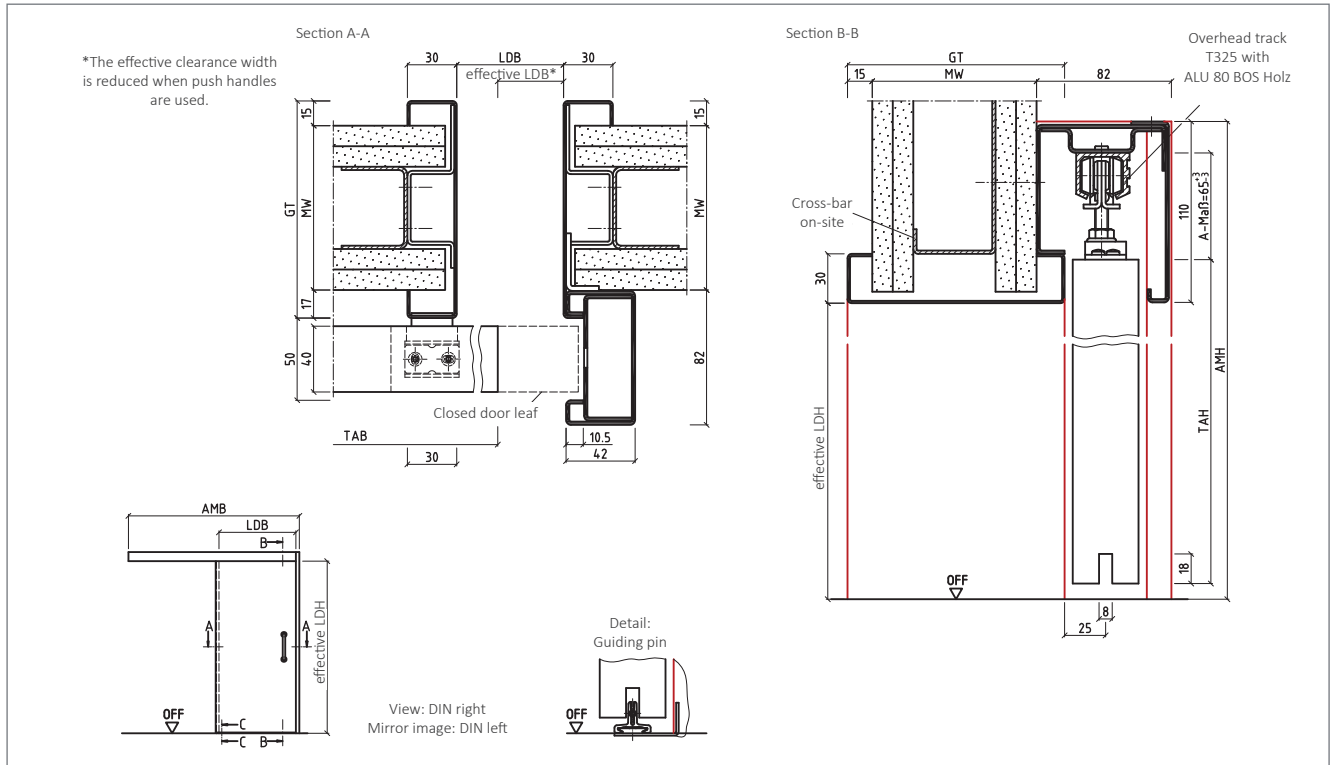 Section A-A
*The effective clearance width
is reduced when push handles
are used.
30
LDB
30
effective LDB*
15
GT
MW
17
50
40
15
MW
82
Closed door leaf
TAB
30
10.5
42
Section B-B
Overhead track
T325 with
ALU 80 BOS Holz
GT
15
MW
82
Cross-bar
on-site
30
effective LDH
110
A-Maß=65+3-3
AMH
TAH
18
OFF
8
25
AMB
LDB
B
A
A
effective LDH
OFF
C
C
B
View: DIN right
Mirror image: DIN left
Detail:
Guiding pin
OFF